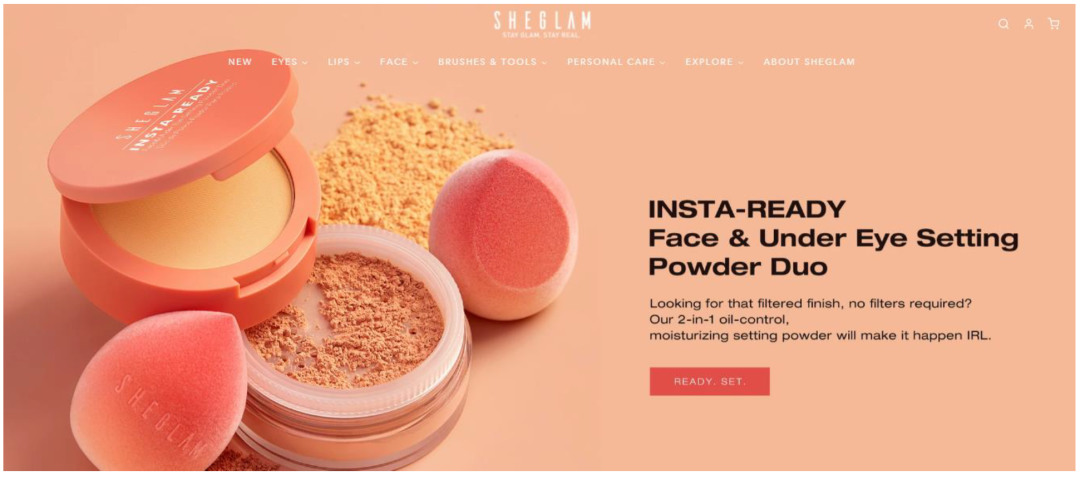 SHEGLAM
STAY GLAM. STAY REAL.
NEW EYES LIPS FACE BRUSHES & TOOLS PERSONAL CARE EXPLORE ABOUT SHEGLAM
SHEGLAM
INSTA-READY
INSTA-READY
Face & Under Eye Setting
Powder Duo
Looking for that filtered finish, no filters required?
Our 2-in-1 oil-control,
moisturizing setting powder will make it happen IRL.
READY. SET.
SHEGLAM